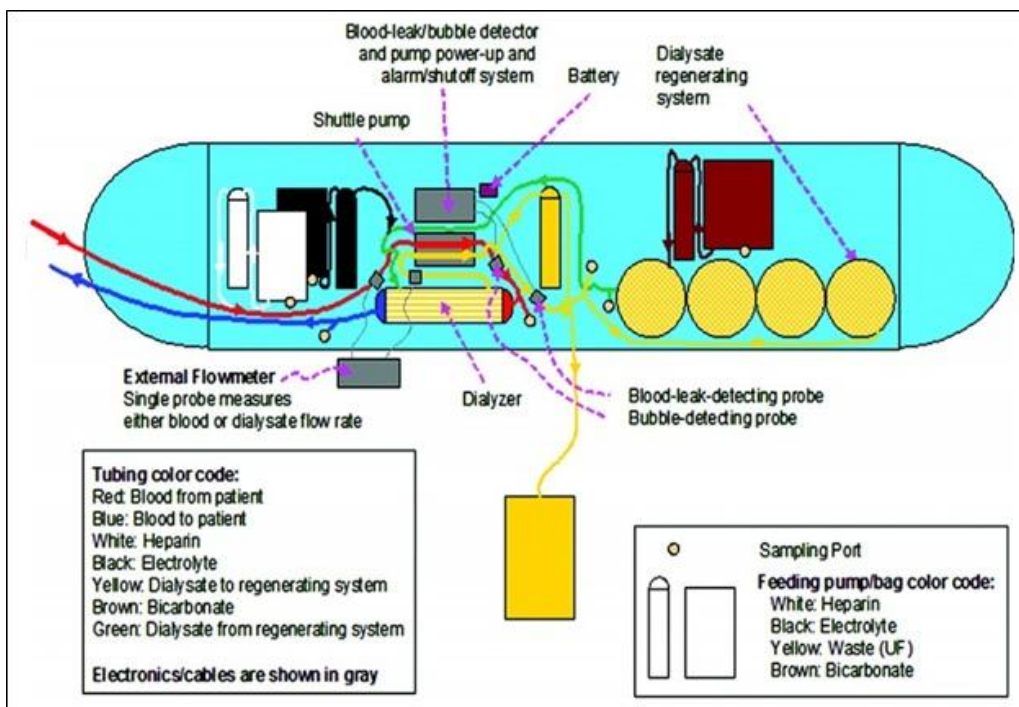 Blood-leak/bubble detector
and pump power-up and
alarm/shutoff system
Battery
Dialysate
regenerating
system
Shuttle pump
External Flowmeter
Single probe measures
either blood or dialysate flow rate
Dialyzer
Blood-leak-detecting probe
Bubble-detecting probe
Tubing color code:
Red: Blood from patient
Blue: Blood to patient
White: Heparin
Black: Electrolyte
Yellow: Dialysate to regenerating system
Brown: Bicarbonate
Green: Dialysate from regenerating system
Electronics/cables are shown in gray
Sampling Port
Feeding pump/bag color code:
White: Heparin
Black: Electrolyte
Yellow: Waste (UF)
Brown: Bicarbonate